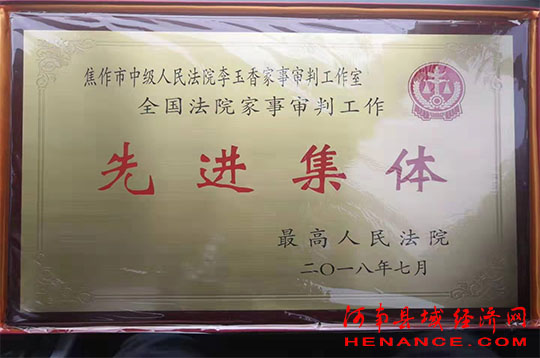 焦作市中级人民法院李玉香家事审判工作室
全国法院家事审判工作
先进集体
最高人民法院
二〇一八年七月
河南县域经济网
HENANCE.COM